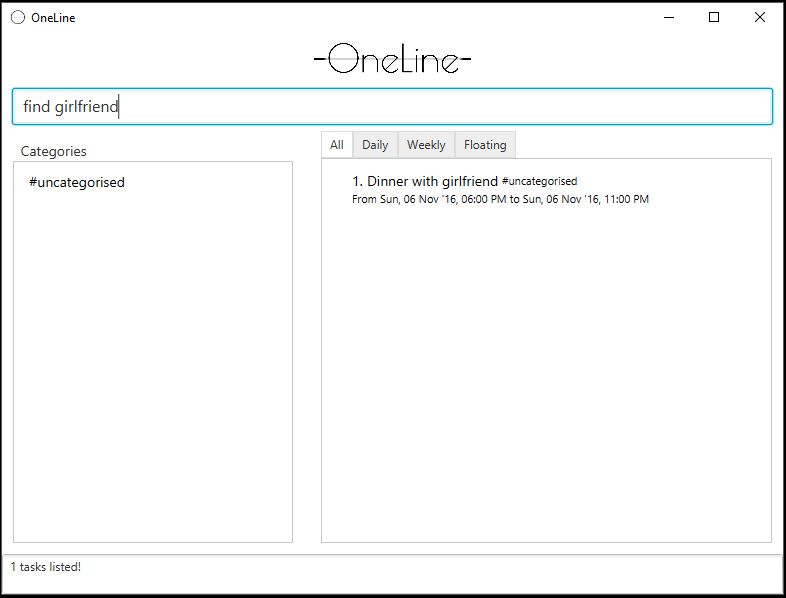 OneLine
-OneLine-
find girlfriend
Categories
#uncategorised
All Daily Weekly Floating
1. Dinner with girlfriend #uncategorised
From Sun, 06 Nov '16, 06:00 PM to Sun, 06 Nov '16, 11:00 PM
1 tasks listed!